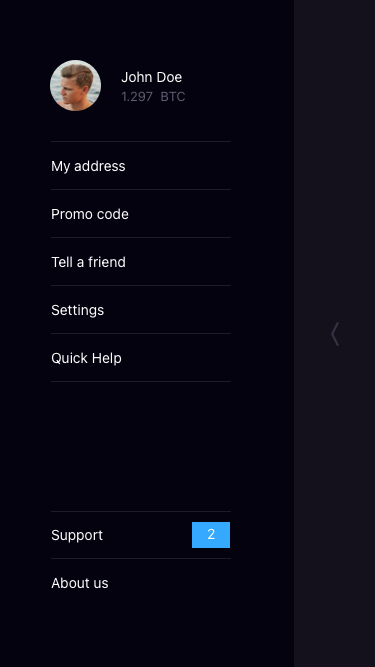 John Doe
1.297 BTC
My address
Promo code
Tell a friend
Settings
Quick Help
Support 2
About us